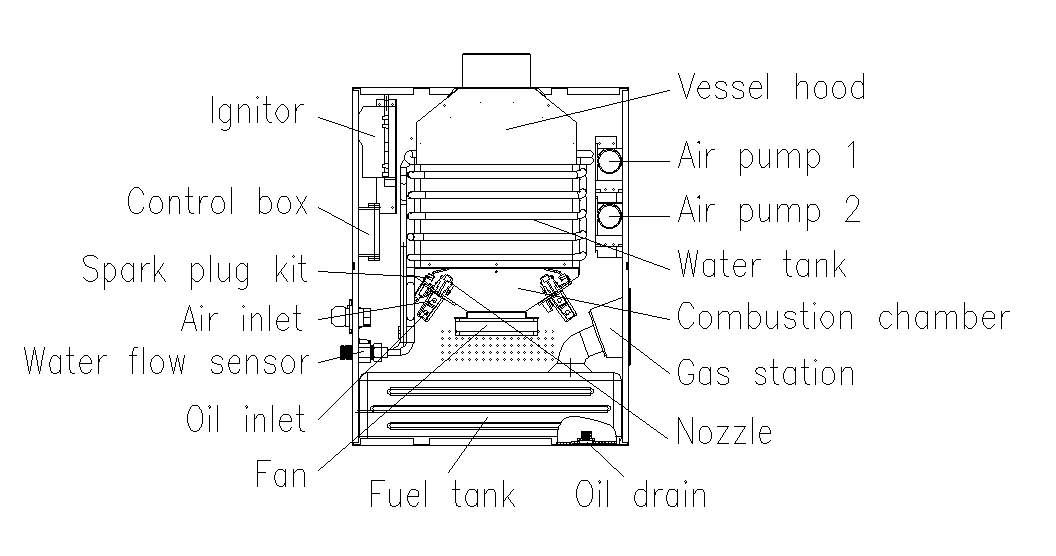 Vessel hood
Ignitor
Air pump 1
Control box
Air pump 2
Spark plug kit
Water tank
Air inlet
Combustion chamber
Water flow sensor
Gas station
Oil inlet
Nozzle
Fan
Fuel tank
Oil drain